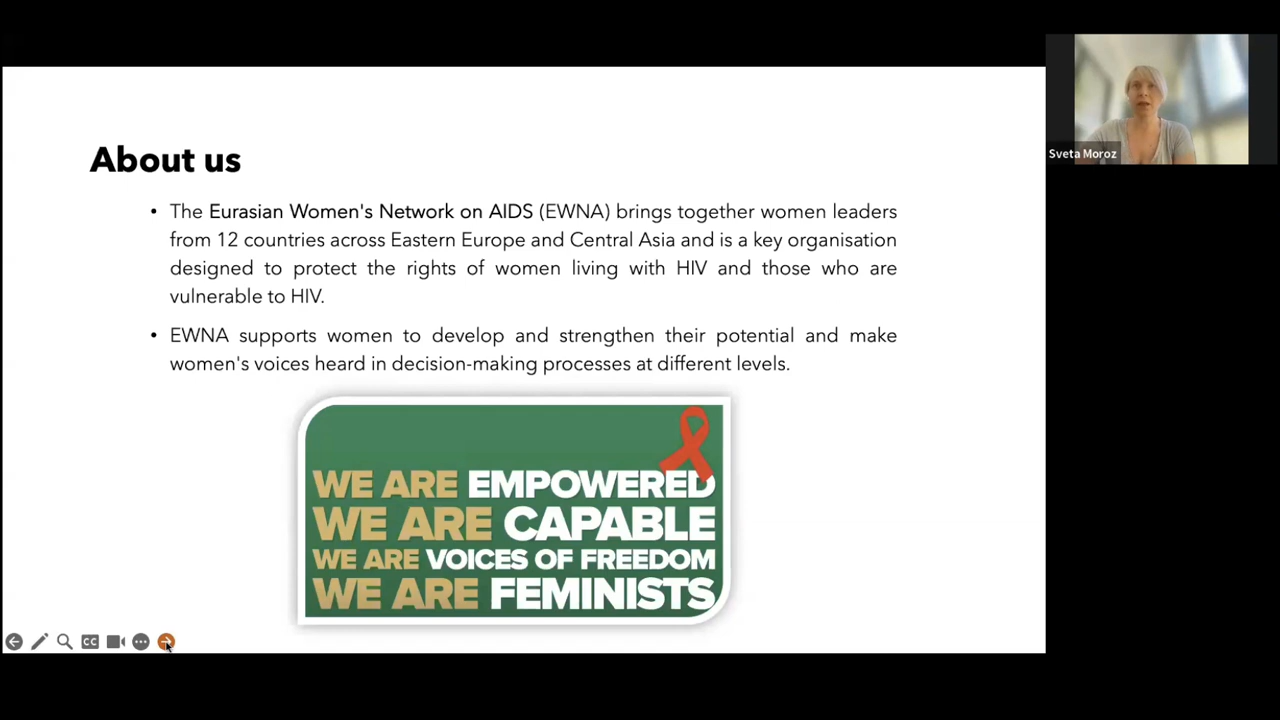 About us
• The Eurasian Women's Network on AIDS (EWNA) brings together women leaders
from 12 countries across Eastern Europe and Central Asia and is a key organisation
designed to protect the rights of women living with HIV and those who are
vulnerable to HIV.
• EWNA supports women to develop and strengthen their potential and make
women's voices heard in decision-making processes at different levels.
WE ARE EMPOWERED
WE ARE CAPABLE
WE ARE VOICES OF FREEDOM
WE ARE FEMINISTS
CC
Sveta Moroz